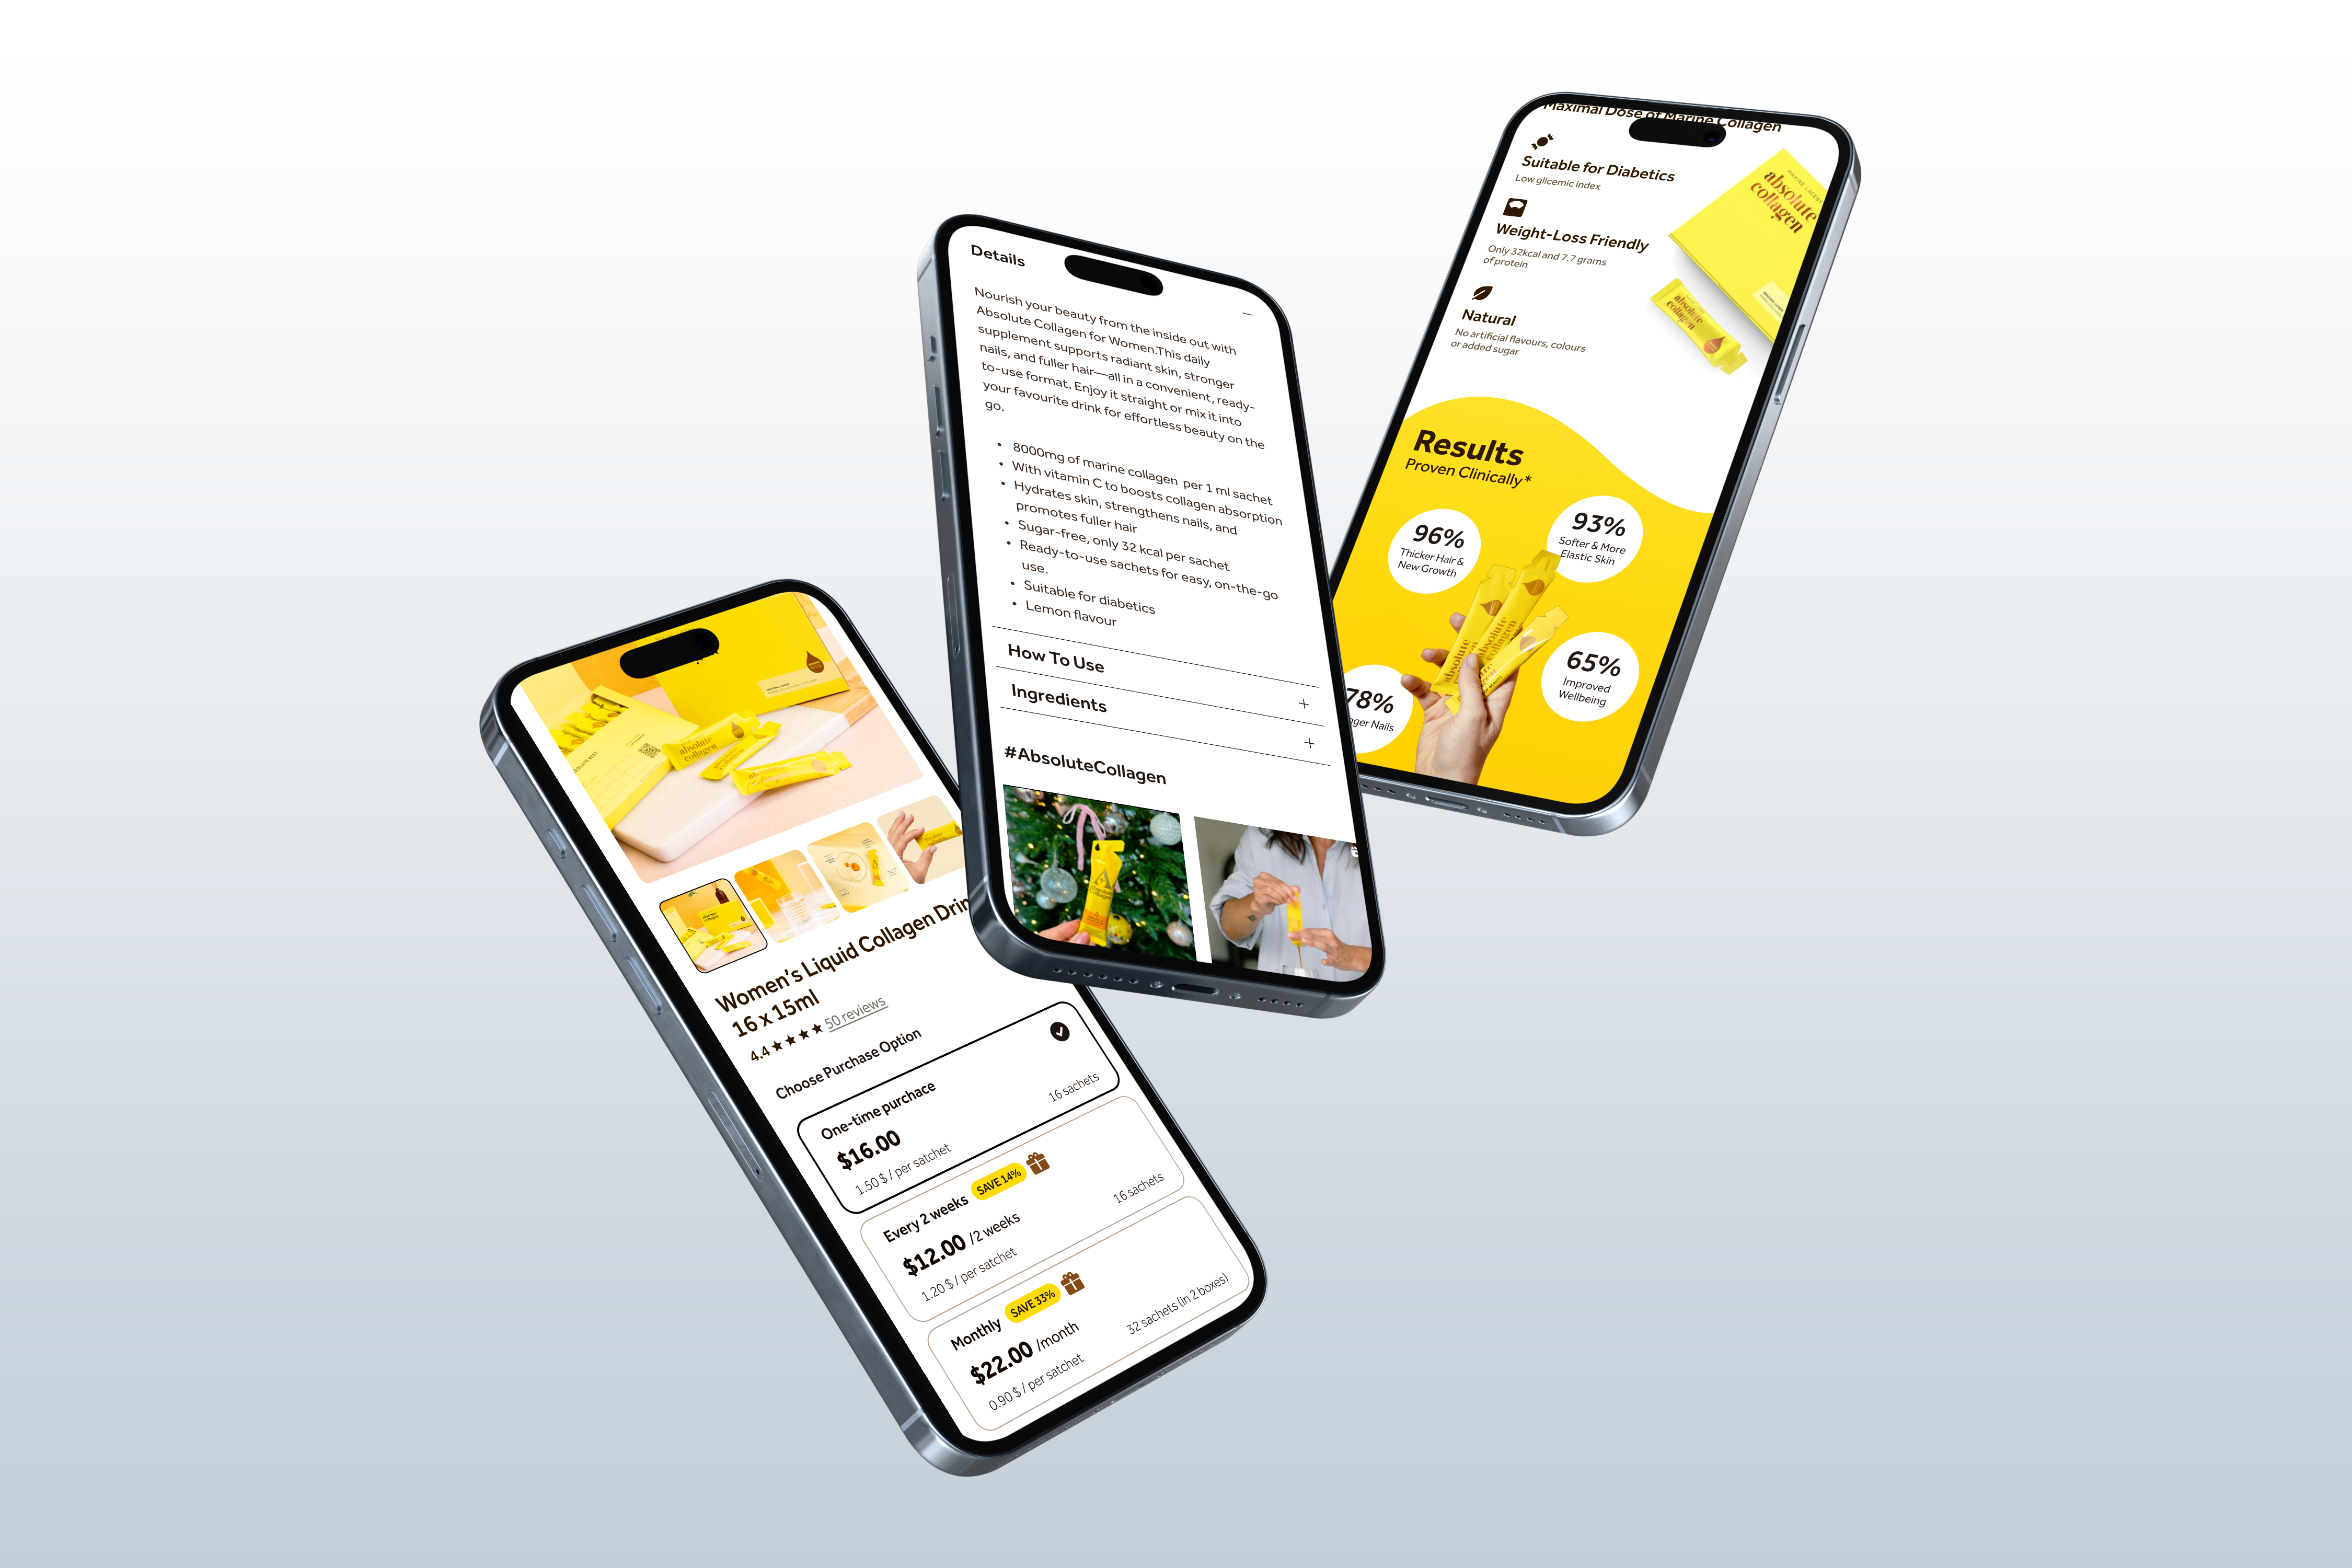 absolute
collagen
Women's Liquid Collagen Drin
16 x 15ml
4.4 ★★★★ 50 reviews
Choose Purchase Option
One-time purchace
$16.00
1.50 $ / per satchet
16 sachets
Every 2 weeks SAVE 14%
$12.00 /2 weeks
1.20 $ / per satchet
16 sachets
Monthly SAVE 33%
$22.00 /month
0.90 $ / per satchet
32 sachets (in 2 boxes)
Details
Nourish your beauty from the inside out with
Absolute Collagen for Women.This daily
supplement supports radiant skin, stronger
nails, and fuller hair—all in a convenient, ready-
to-use format. Enjoy it straight or mix it into
your favourite drink for effortless beauty on the
go.
• 8000mg of marine collagen per 1 ml sachet
• With vitamin C to boosts collagen absorption
• Hydrates skin, strengthens nails, and
promotes fuller hair
• Sugar-free, only 32 kcal per sachet
• Ready-to-use sachets for easy, on-the-go
use.
• Suitable for diabetics
• Lemon flavour
How To Use
Ingredients
#AbsoluteCollagen
Maximal Dose of Marine Collagen
Suitable for Diabetics
Low glicemic index
Weight-Loss Friendly
Only 32kcal and 7.7 grams
of protein
Natural
No artificial flavours, colours
or added sugar
absolute
collagen
absolute
collagen
Results
Proven Clinically*
96%
Thicker Hair &
New Growth
93%
Softer & More
Elastic Skin
78%
nger Nails
65%
Improved
Wellbeing
absolute
collagen